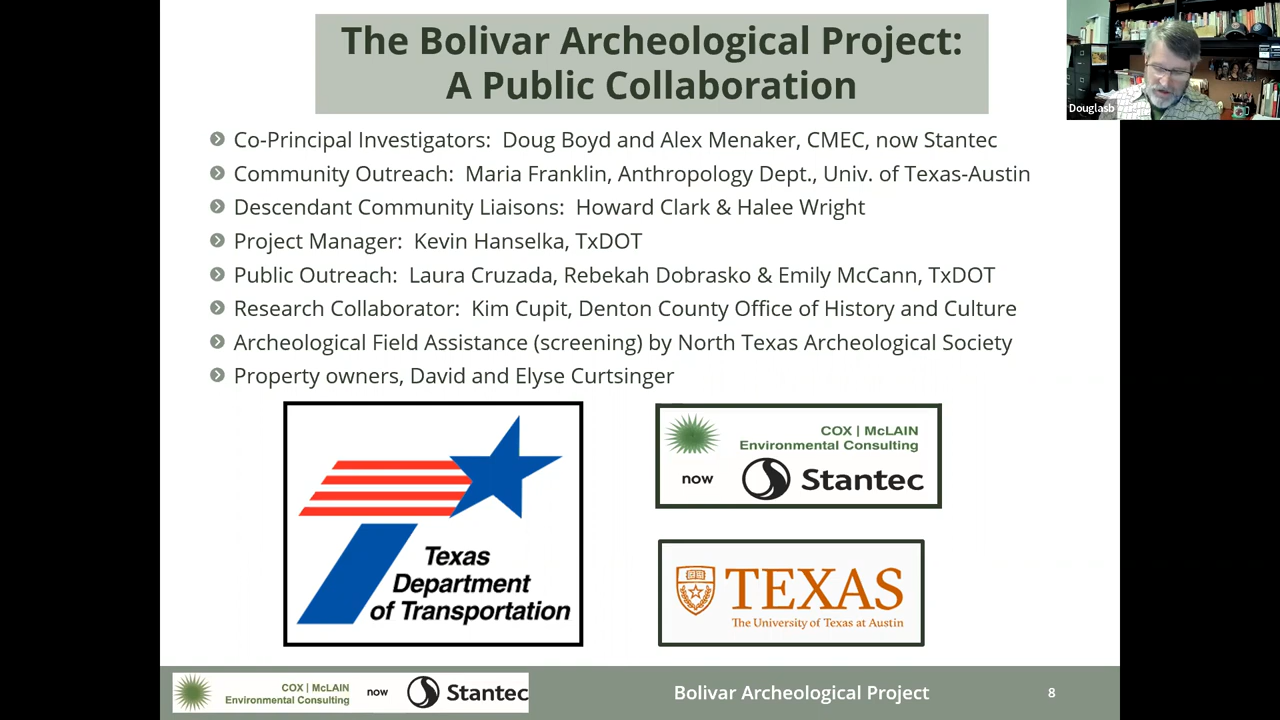 The Bolivar Archeological Project:
A Public Collaboration
Douglasb
Co-Principal Investigators: Doug Boyd and Alex Menaker, CMEC, now Stantec
Community Outreach: Maria Franklin, Anthropology Dept., Univ. of Texas-Austin
Descendant Community Liaisons: Howard Clark & Halee Wright
Project Manager: Kevin Hanselka, TxDOT
Public Outreach: Laura Cruzada, Rebekah Dobrasko & Emily McCann, TxDOT
Research Collaborator: Kim Cupit, Denton County Office of History and Culture
Archeological Field Assistance (screening) by North Texas Archeological Society
Property owners, David and Elyse Curtsinger
Texas
Department
of Transportation
COX | McLAIN
Environmental Consulting
now Stantec
TEXAS
The University of Texas at Austin
COX | McLAIN
Environmental Consulting
now Stantec
Bolivar Archeological Project
8